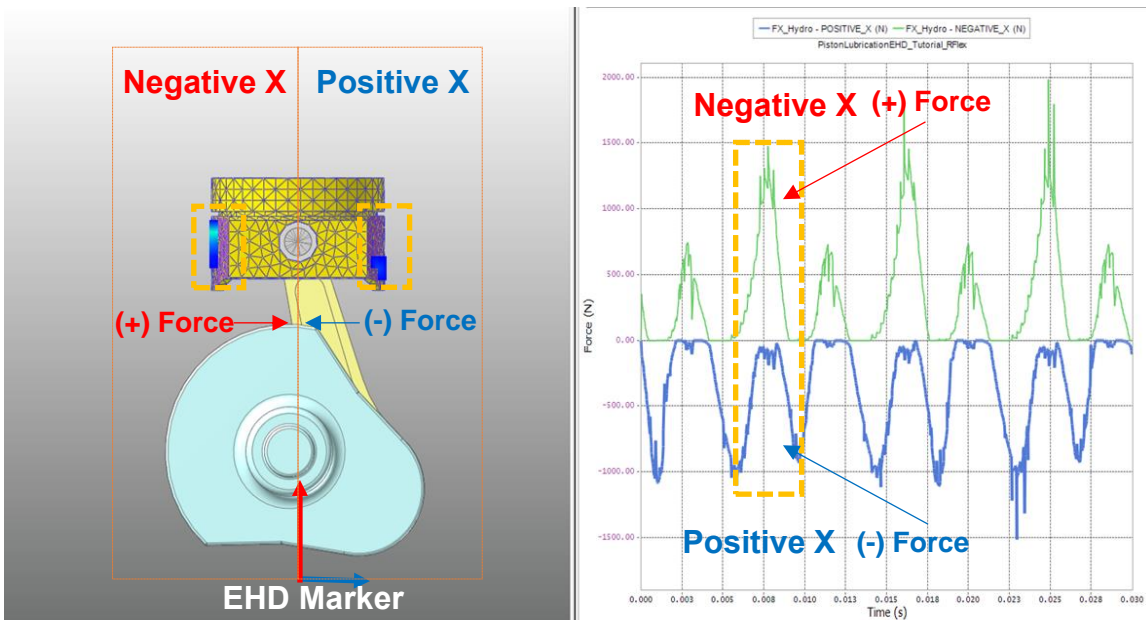 Negative X
Positive X
(+) Force
(-) Force
EHD Marker
FX_Hydro - POSITIVE_X (N)
FX_Hydro - NEGATIVE_X (N)
PistonLubricationEHD_Tutorial_RFlex
Negative X (+) Force
Positive X (-) Force
Force (N)
2000.00
1500.00
1000.00
500.00
0.00
-500.00
-1000.00
-1500.00
0.000 0.003 0.005 0.008 0.010 0.013 0.015 0.018 0.020 0.023 0.025 0.028 0.030
Time (s)